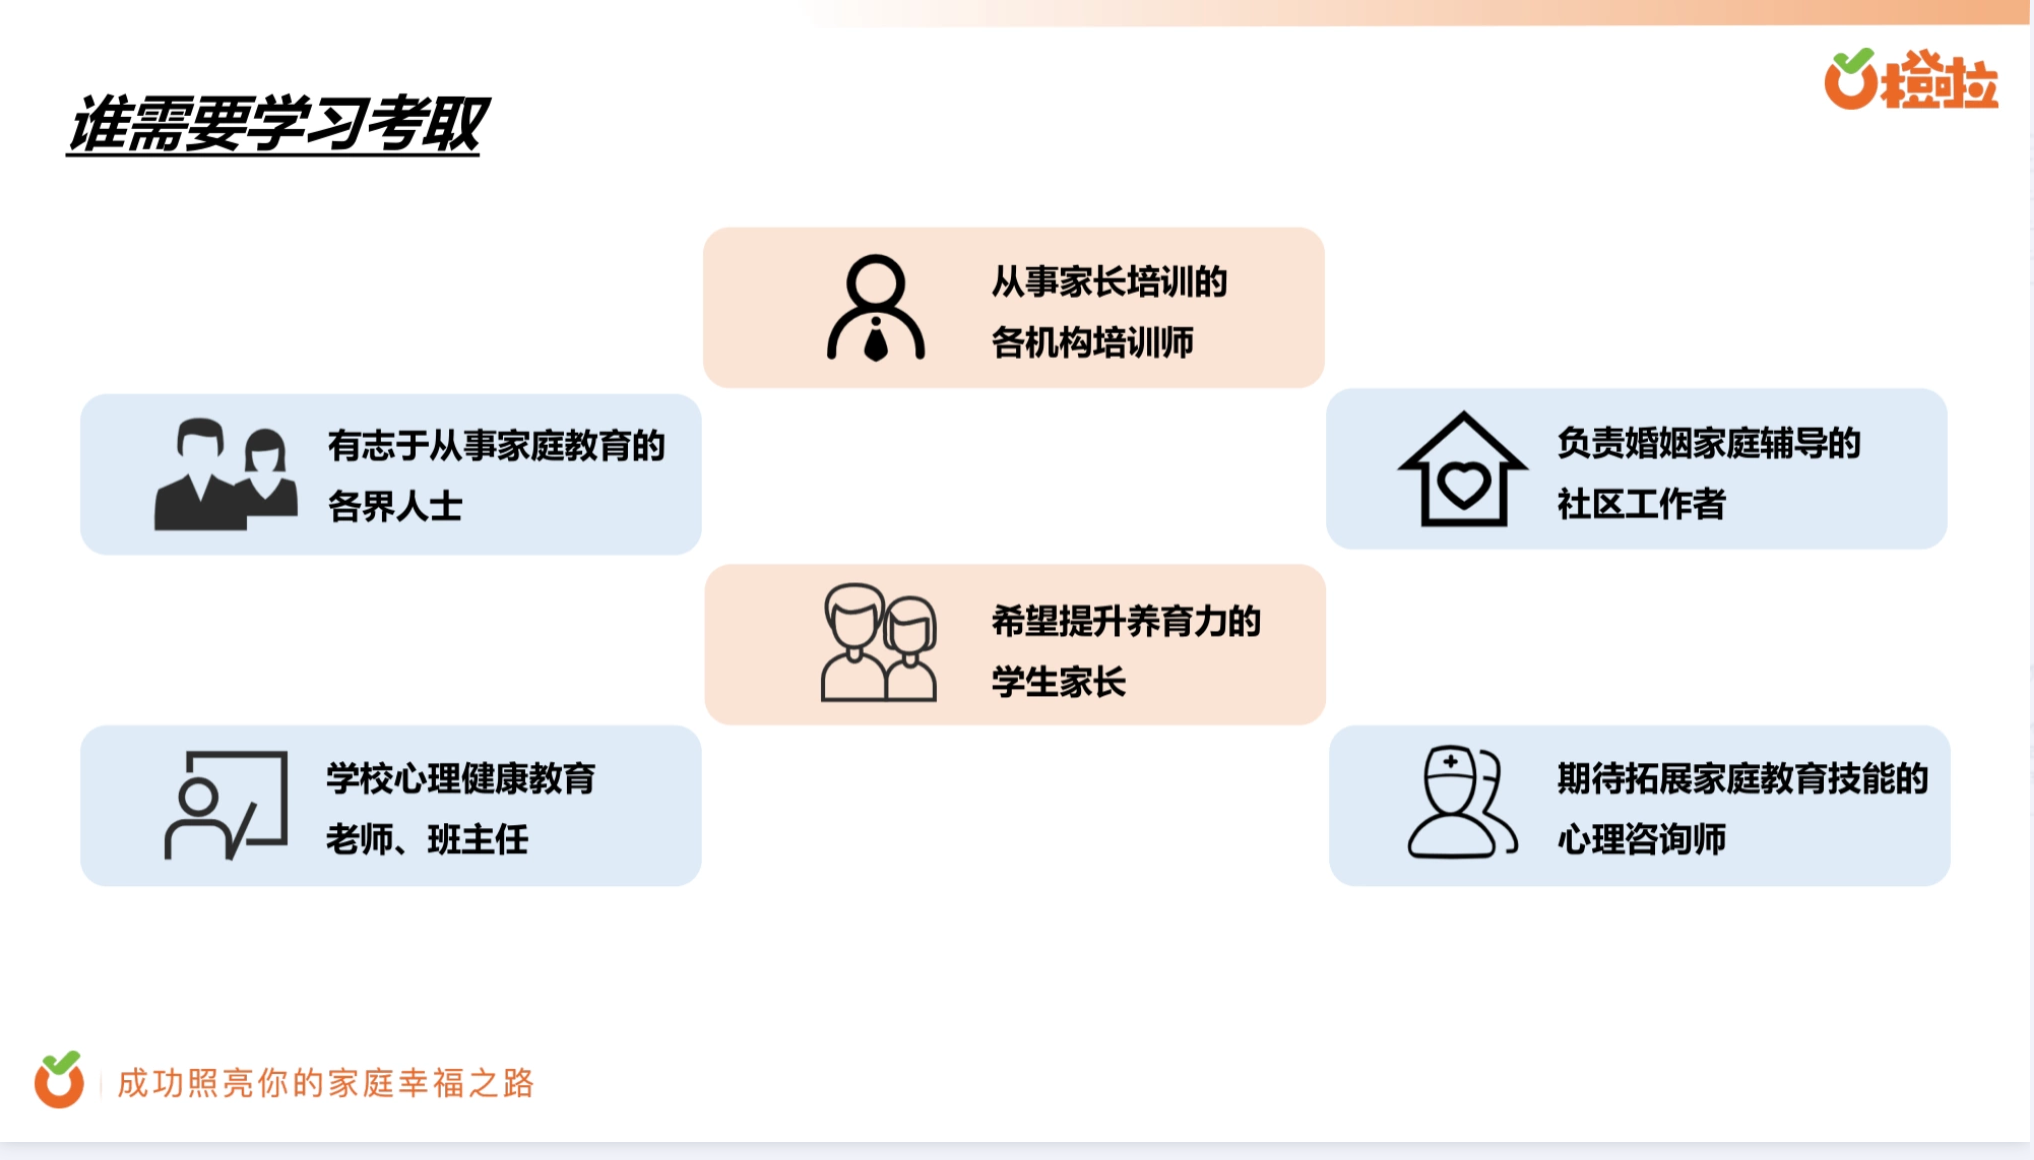 橙啦
谁需要学习考取
从事家长培训的
各机构培训师
有志于从事家庭教育的
各界人士
负责婚姻家庭辅导的
社区工作者
希望提升养育力的
学生家长
学校心理健康教育
老师、班主任
期待拓展家庭教育技能的
心理咨询师
成功照亮你的家庭幸福之路